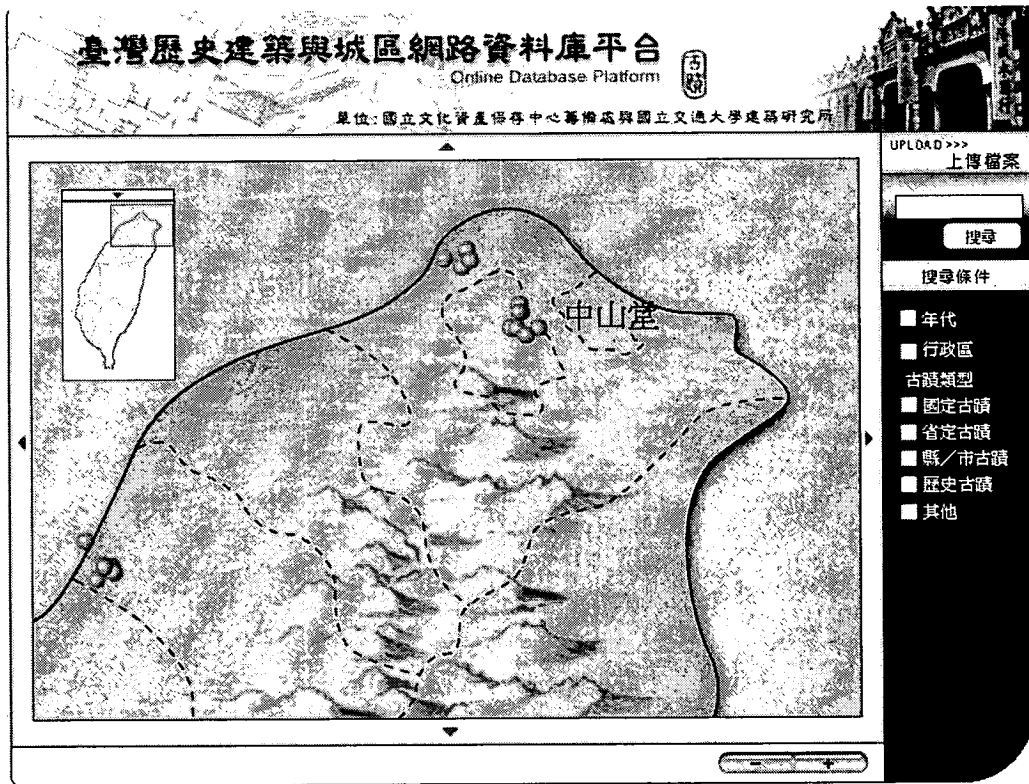 臺灣歷史建築與城區網路資料庫平台
Online Database Platform
古蹟
單位:國立文化資產保存中心籌備處與國立交通大學建築研究所
UPLOAD>>>
上傳檔案
搜尋
搜尋條件
年代
行政區
古蹟類型
國定古蹟
省定古蹟
縣／市古蹟
歷史古蹟
其他
中山堂
- +